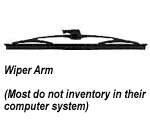 Wiper Arm
(Most do not inventory in their
computer system)